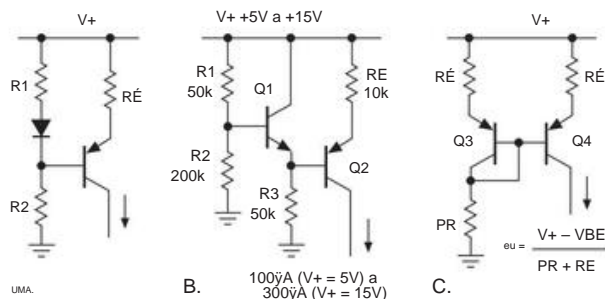 V+
R1
RÉ
R2
UMA.
V+ +5V a +15V
R1
50k
Q1
RE
10k
R2
200k
Q2
R3
50k
B.
100ÿA (V+ = 5V) a
300ÿA (V+ = 15V)
V+
RÉ
RÉ
Q3
Q4
PR
eu = V+ – VBE
PR + RE
C.